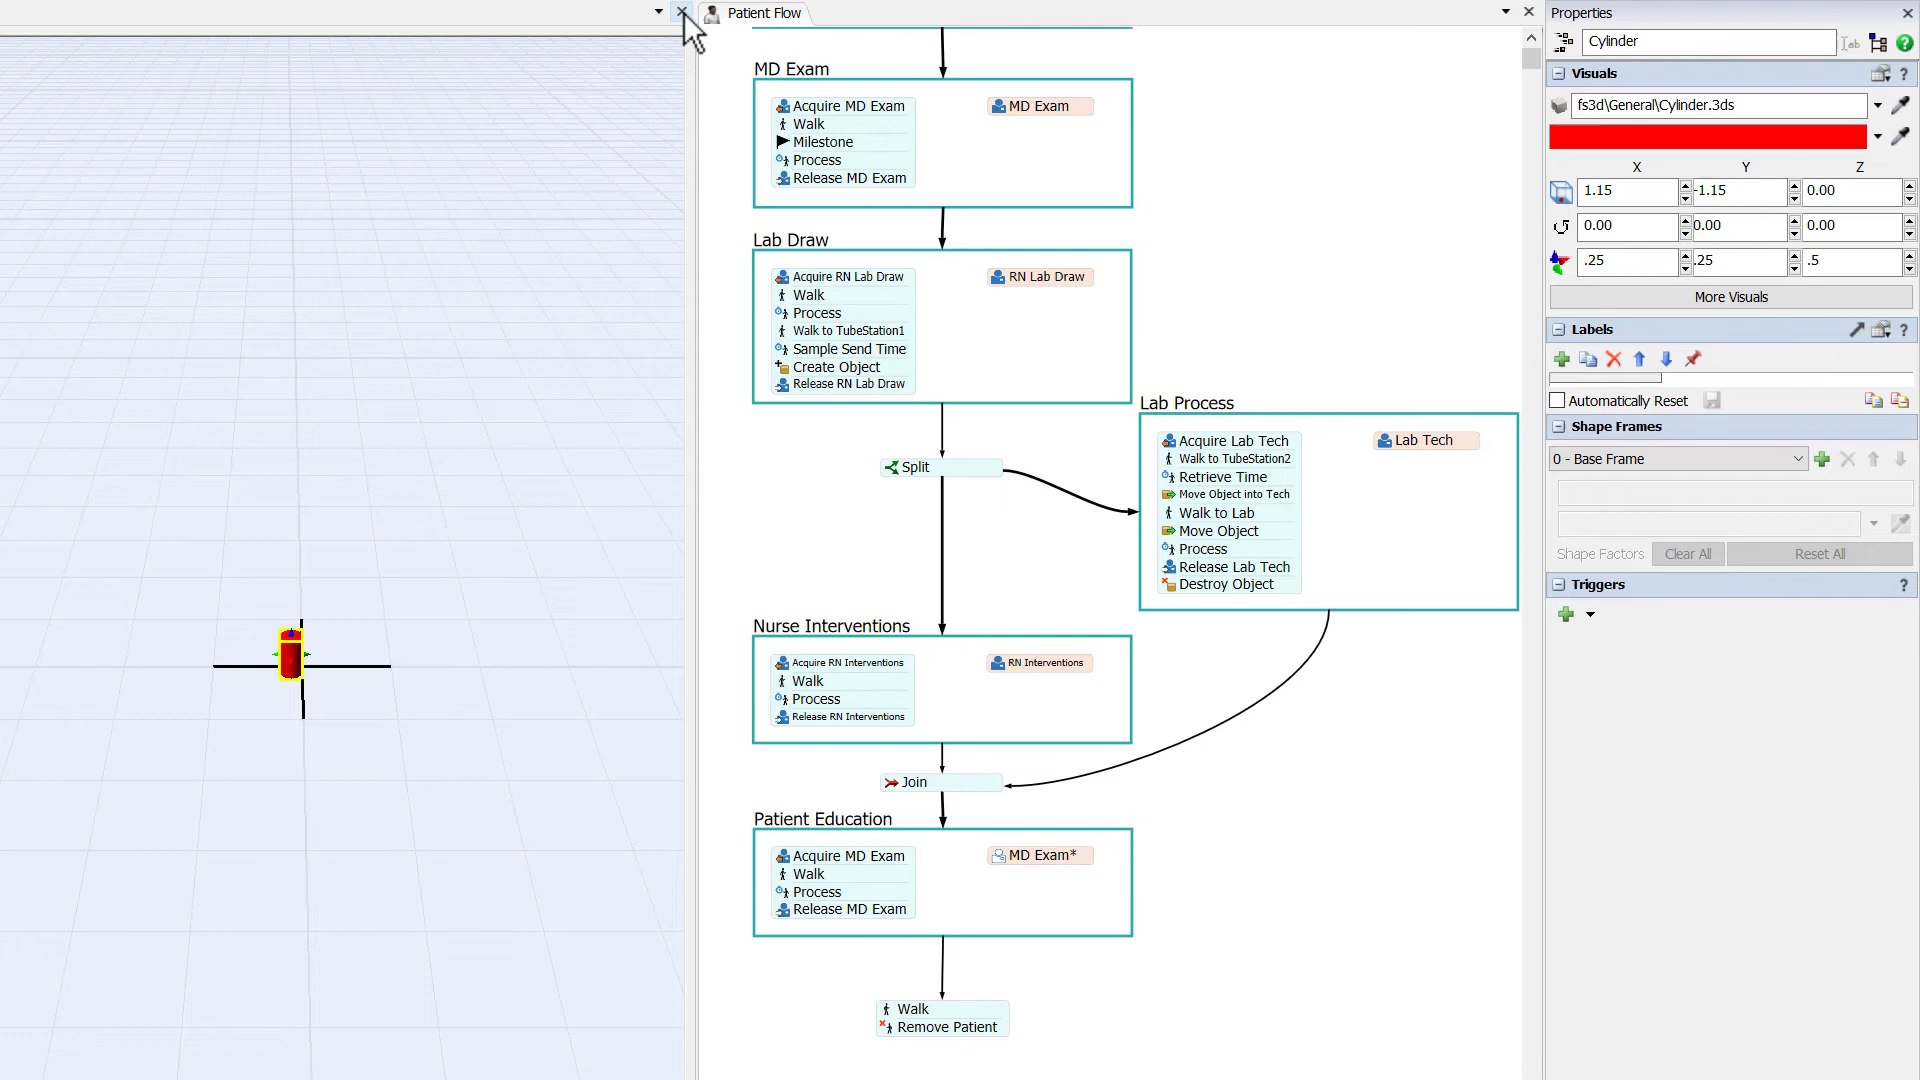 Patient Flow
MD Exam
Acquire MD Exam
Walk
Milestone
Process
Release MD Exam
MD Exam
Lab Draw
Acquire RN Lab Draw
Walk
Process
Walk to TubeStation1
Sample Send Time
Create Object
Release RN Lab Draw
RN Lab Draw
Split
Lab Process
Acquire Lab Tech
Walk to TubeStation2
Retrieve Time
Move Object into Tech
Walk to Lab
Move Object
Process
Release Lab Tech
Destroy Object
Lab Tech
Nurse Interventions
Acquire RN Interventions
Walk
Process
Release RN Interventions
RN Interventions
Join
Patient Education
Acquire MD Exam
Walk
Process
Release MD Exam
MD Exam*
Walk
Remove Patient
Properties
Cylinder
Visuals
fs3d\General\Cylinder.3ds
X Y Z
1.15 -1.15 0.00
0.00 0.00 0.00
.25 .25 .5
More Visuals
Labels
Automatically Reset
Shape Frames
0 - Base Frame
Shape Factors Clear All Reset All
Triggers